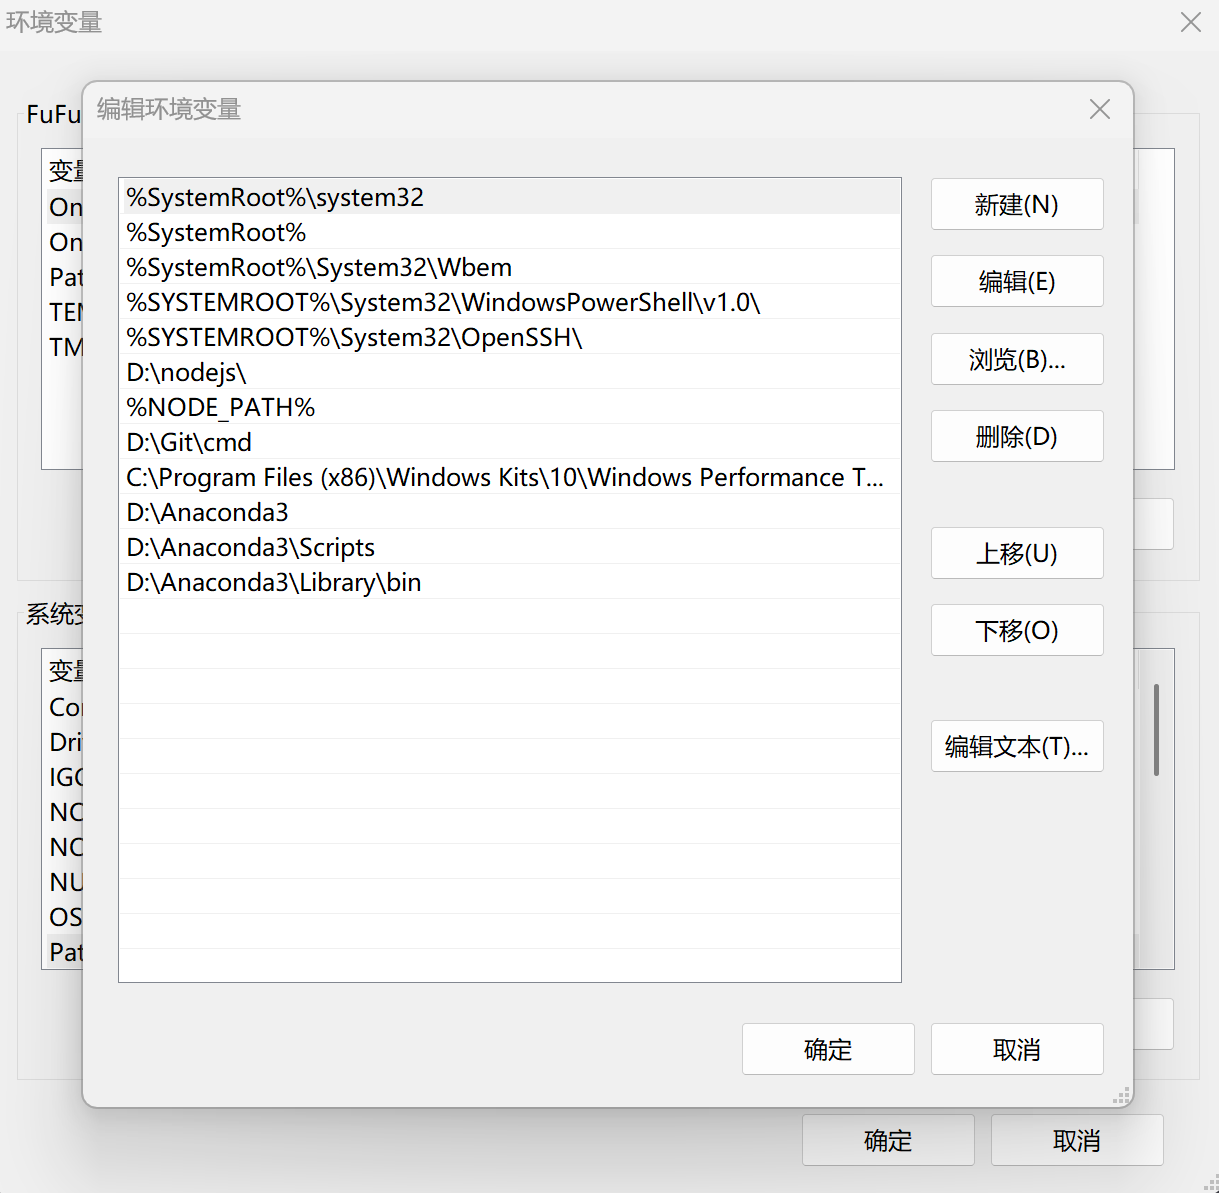 环境变量
FuFu
编辑环境变量
%SystemRoot%\system32
%SystemRoot%
%SystemRoot%\System32\Wbem
%SYSTEMROOT%\System32\WindowsPowerShell\v1.0\
%SYSTEMROOT%\System32\OpenSSH\
D:\nodejs\
%NODE_PATH%
D:\Git\cmd
C:\Program Files (x86)\Windows Kits\10\Windows Performance T...
D:\Anaconda3
D:\Anaconda3\Scripts
D:\Anaconda3\Library\bin
新建(N)
编辑(E)
浏览(B)...
删除(D)
上移(U)
下移(O)
编辑文本(T)...
确定
取消
变量
On
On
Pat
TEM
TM
系统变
变量
Co
Dri
IGC
NO
NC
NU
OS
Pat
确定
取消